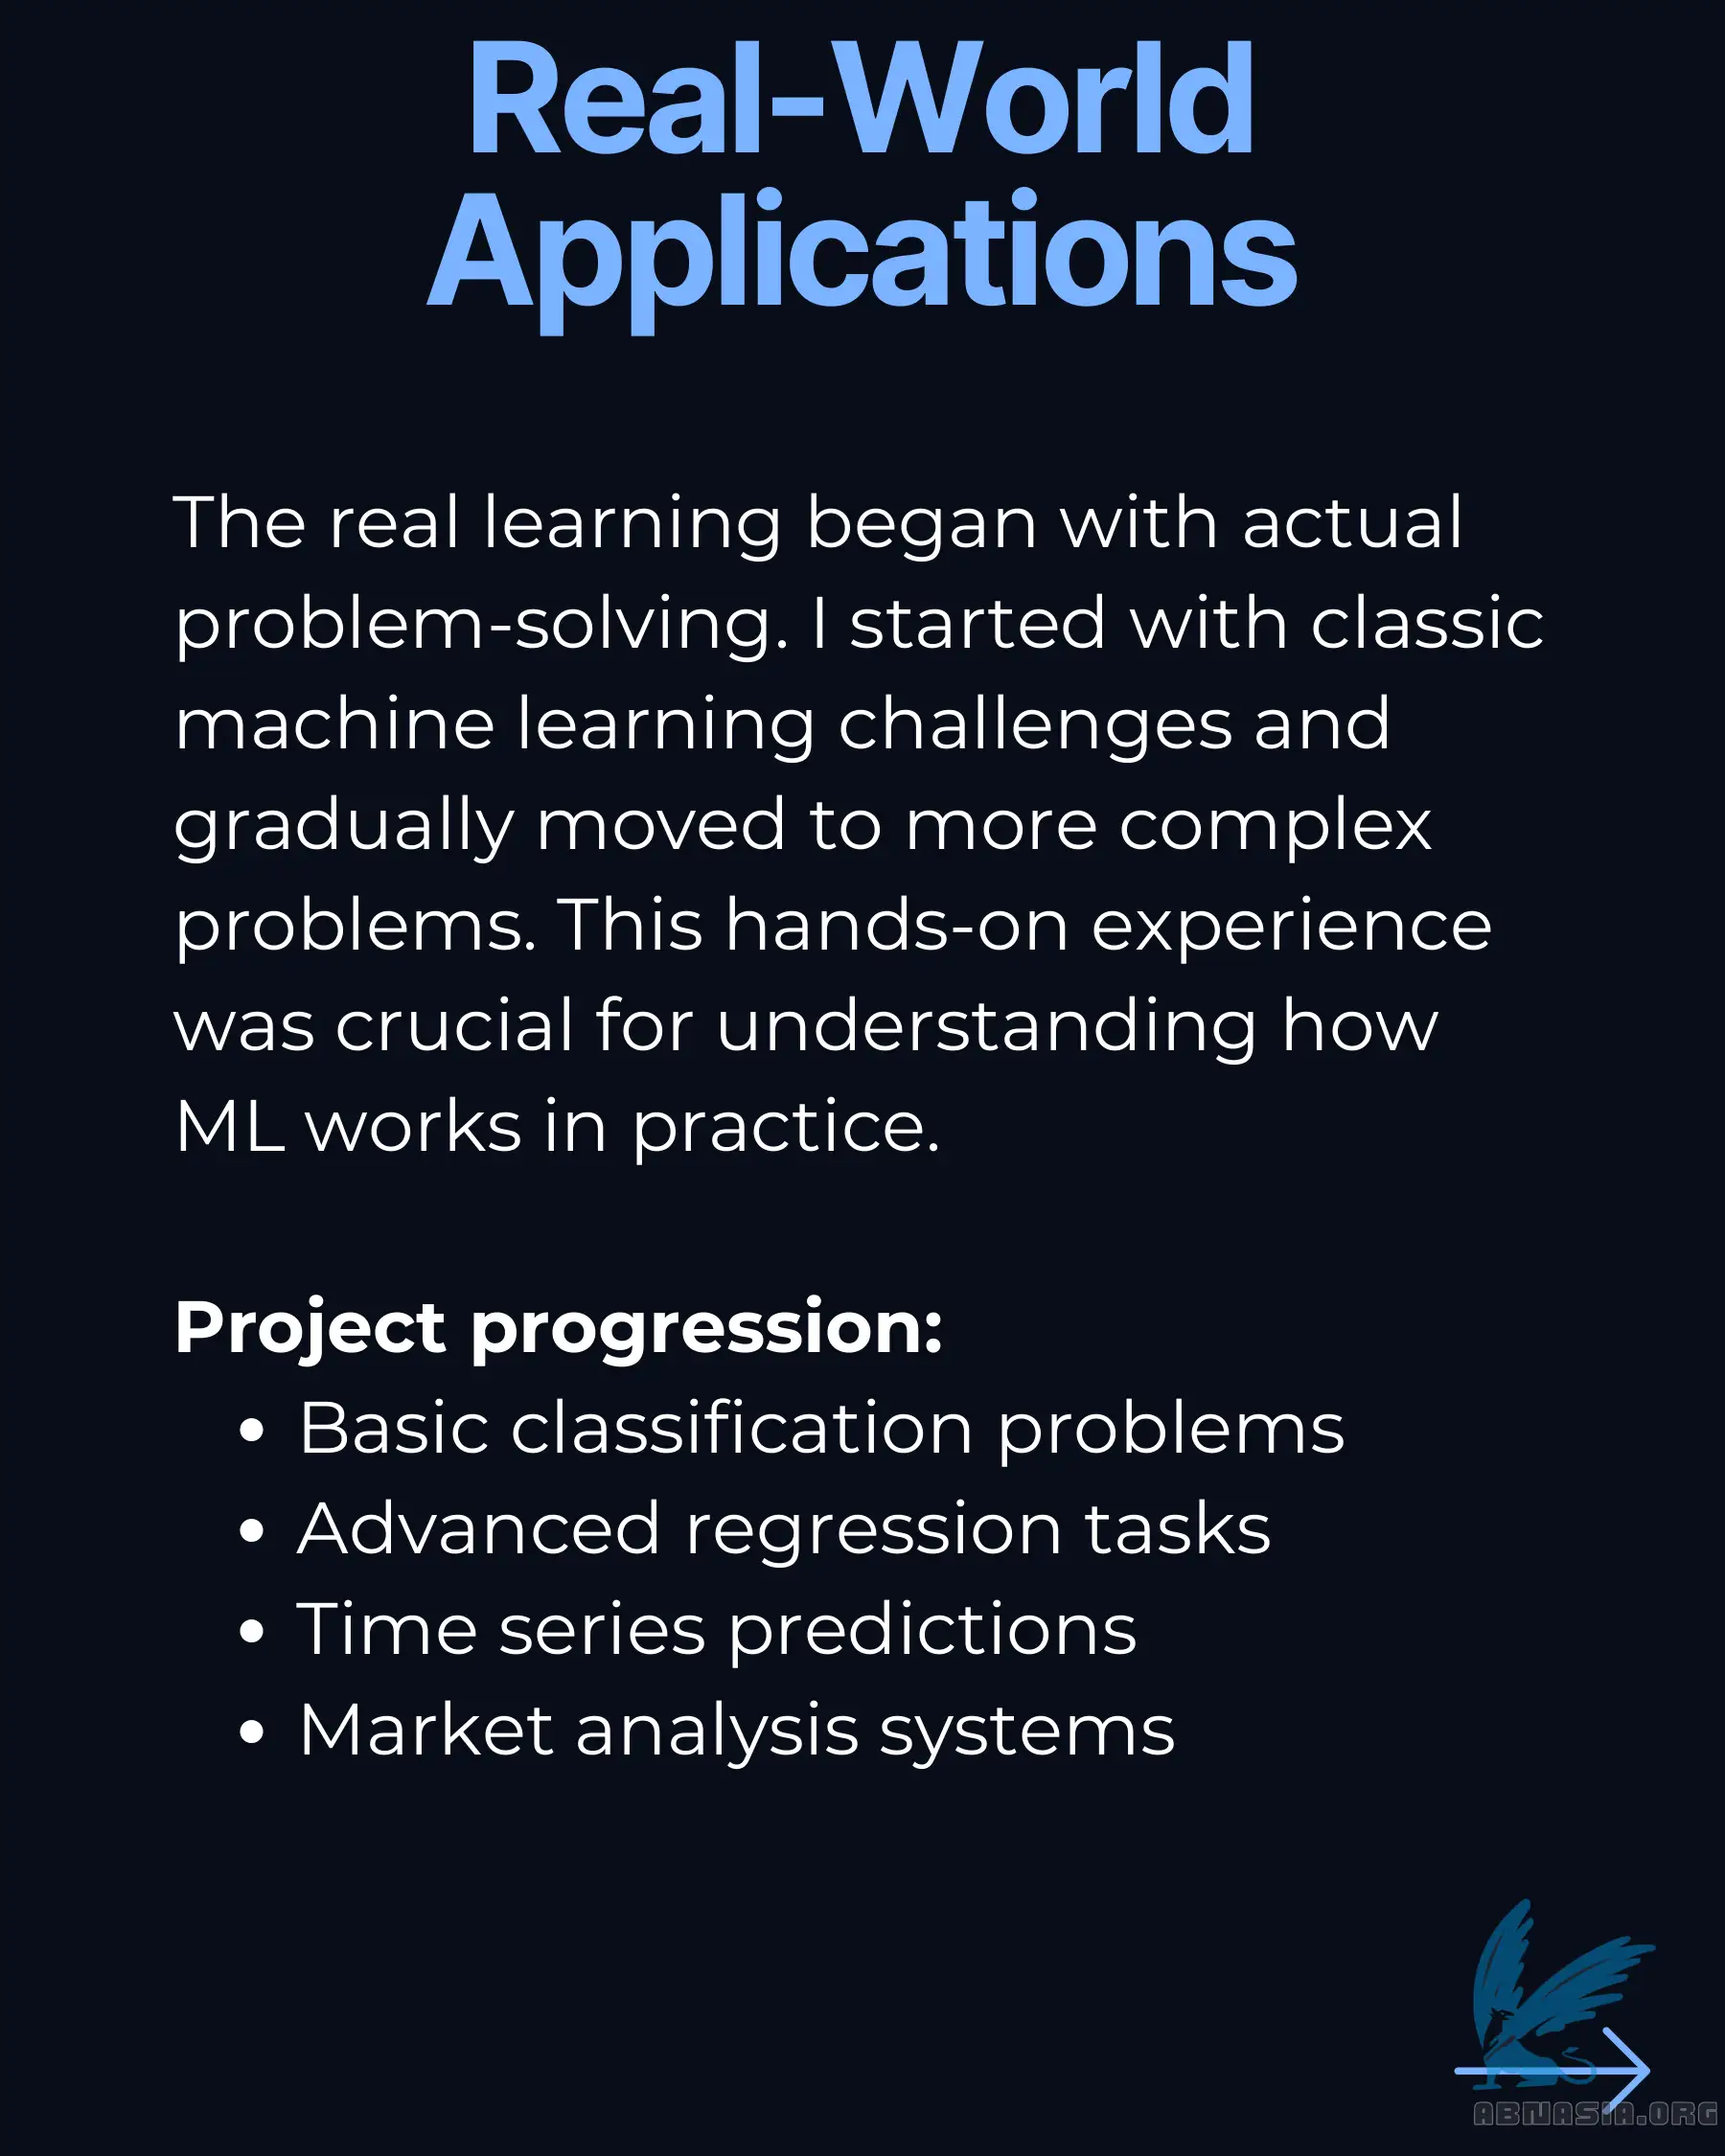 Real-World
Applications
The real learning began with actual
problem-solving. I started with classic
machine learning challenges and
gradually moved to more complex
problems. This hands-on experience
was crucial for understanding how
ML works in practice.
Project progression:
• Basic classification problems
• Advanced regression tasks
• Time series predictions
• Market analysis systems
ABNASIA.ORG